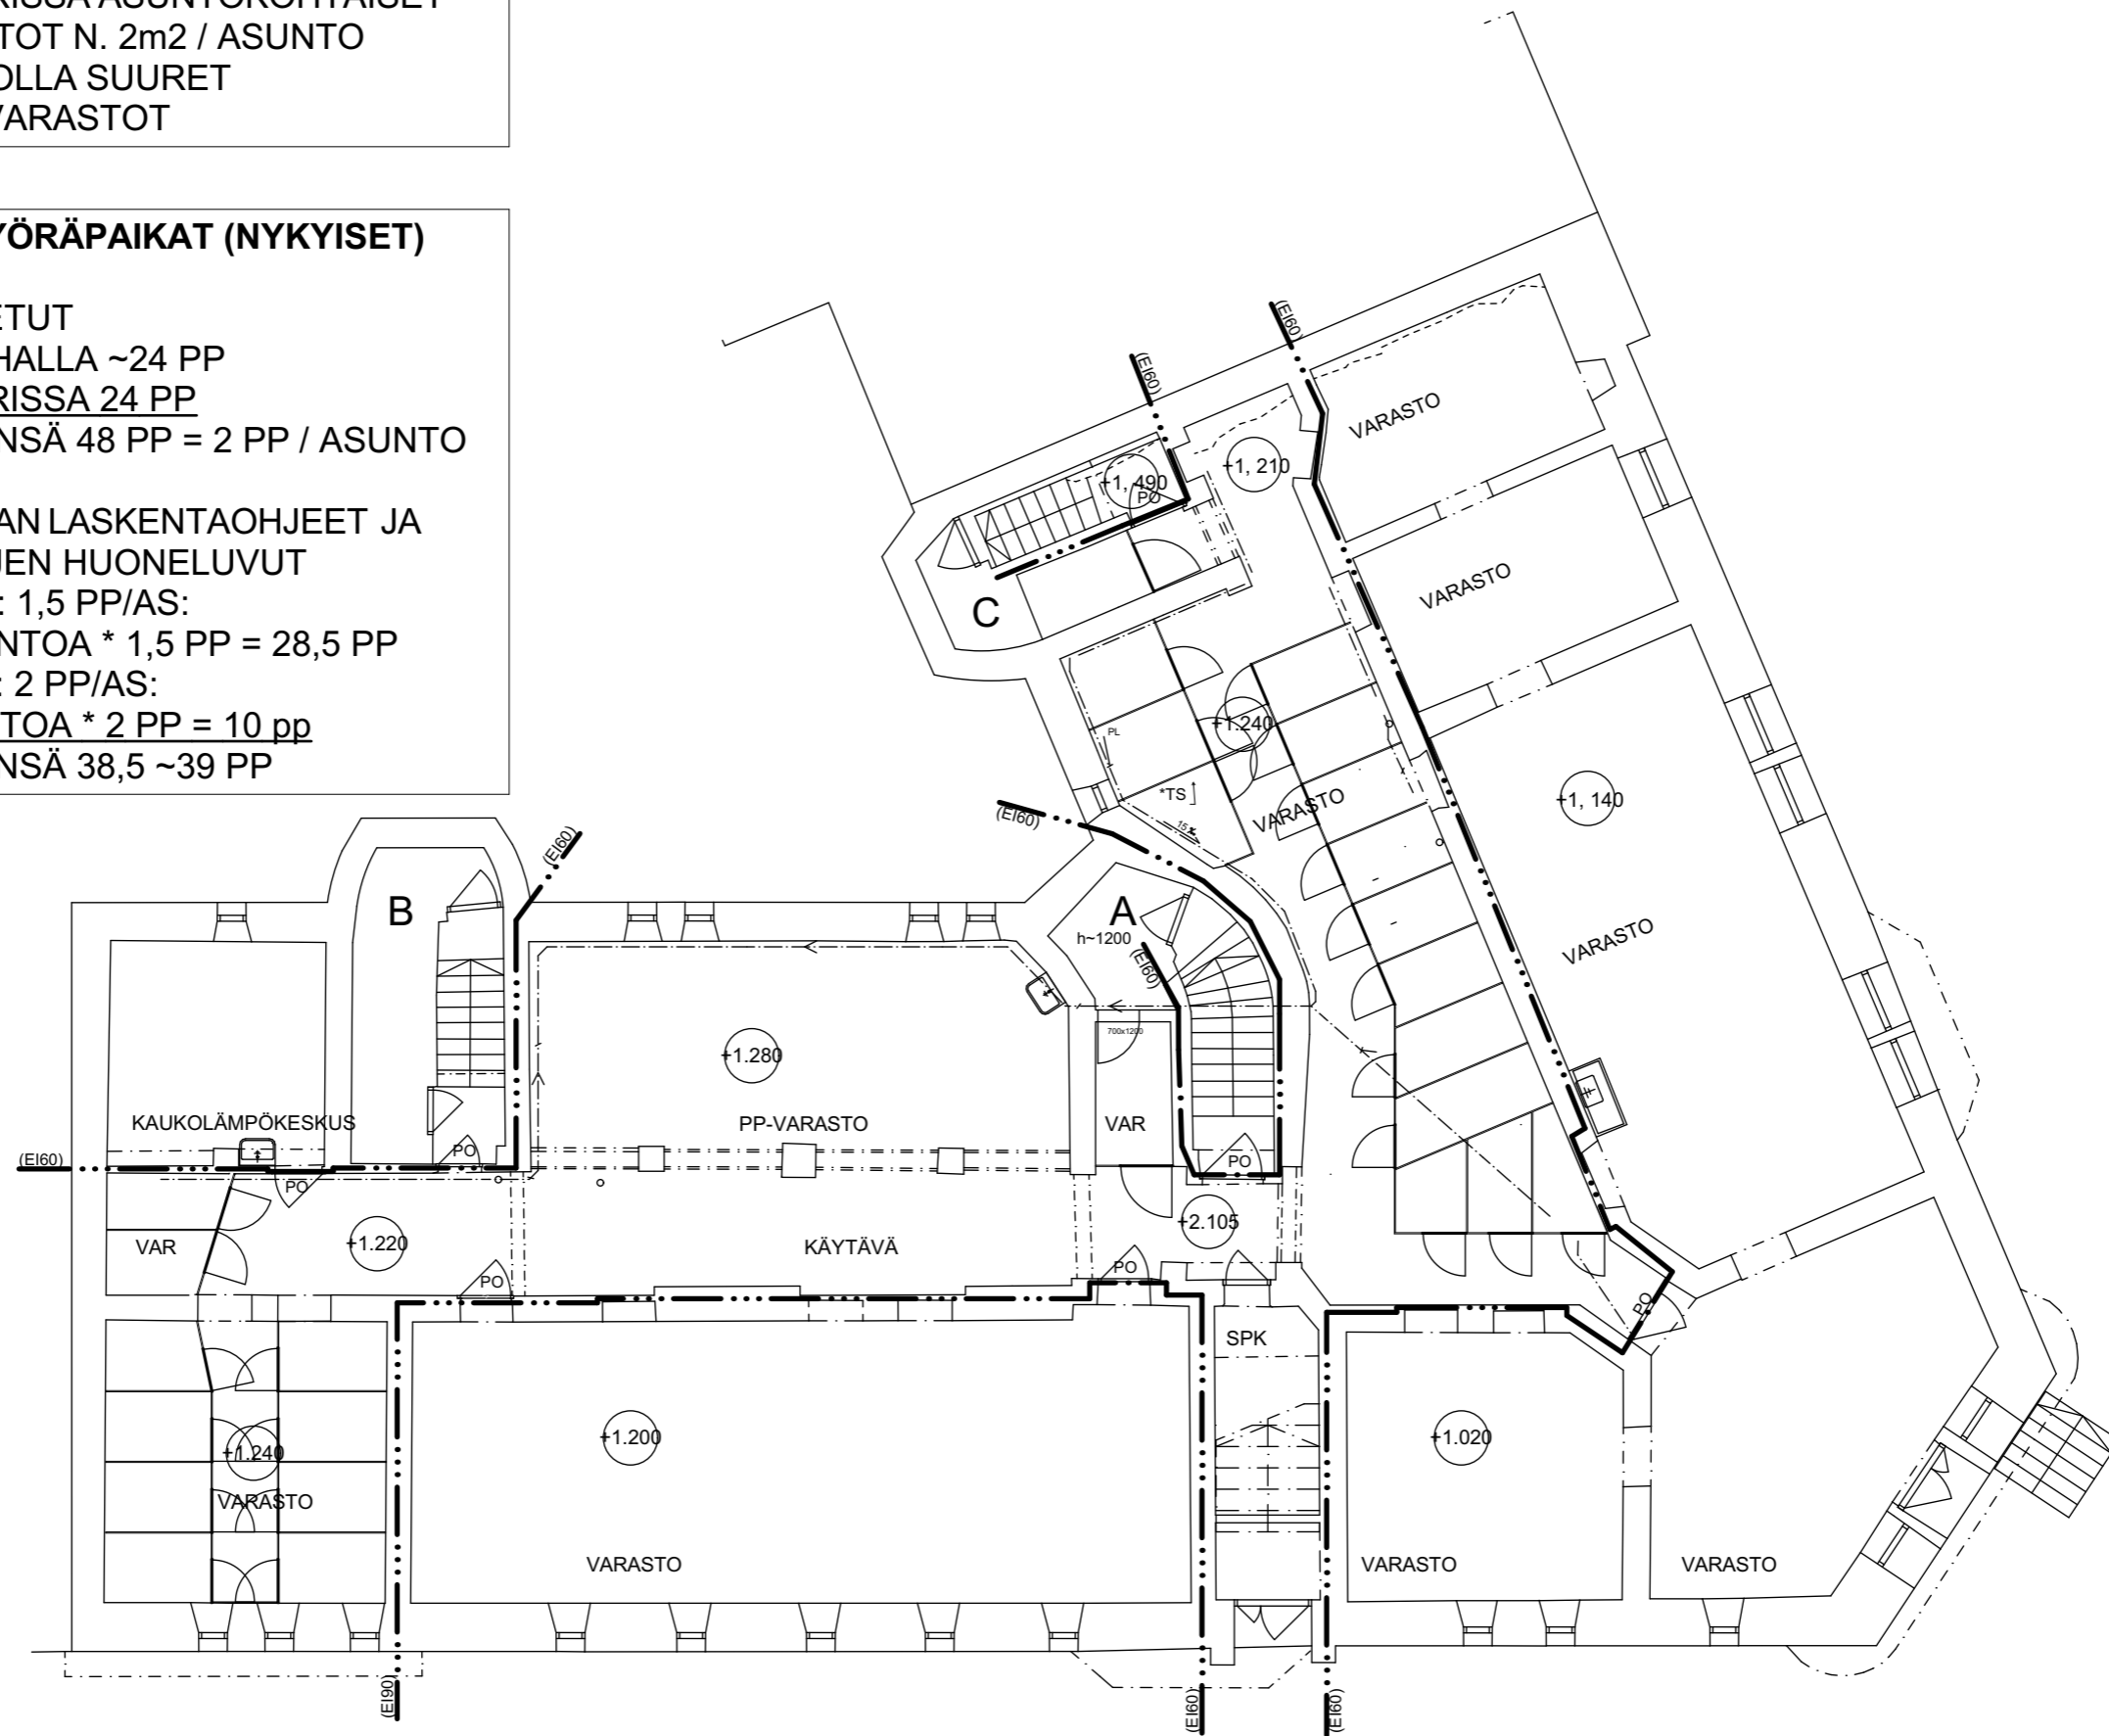 RISSA ASUNTOKOHTAISET
TOT N. 2m2 / ASUNTO
OLLA SUURET
VARASTOT
YÖRÄPAIKAT (NYKYISET)
ETUT
HALLA ~24 PP
RISSA 24 PP
NSÄ 48 PP = 2 PP / ASUNTO
AN LASKENTAOHJEET JA
JEN HUONELUVUT
: 1,5 PP/AS:
NTOA * 1,5 PP = 28,5 PP
: 2 PP/AS:
TOA * 2 PP = 10 pp
NSÄ 38,5 ~39 PP
(EI60)
(EI60)
VARASTO
+1, 210
+1, 490
PO
VARASTO
C
+1.240
PL
*TS
VARASTO
+1, 140
(EI60)
15
(EI60)
B
A
h~1200
(EI60)
VARASTO
700x1200
+1.280
KAUKOLÄMPÖKESKUS
PP-VARASTO
VAR
(EI60)
PO
PO
PO
+2.105
VAR
+1.220
KÄYTÄVÄ
PO
PO
PO
SPK
+1.240
+1.200
+1.020
VARASTO
VARASTO
VARASTO
VARASTO
(EI90)
(EI60)
(EI60)